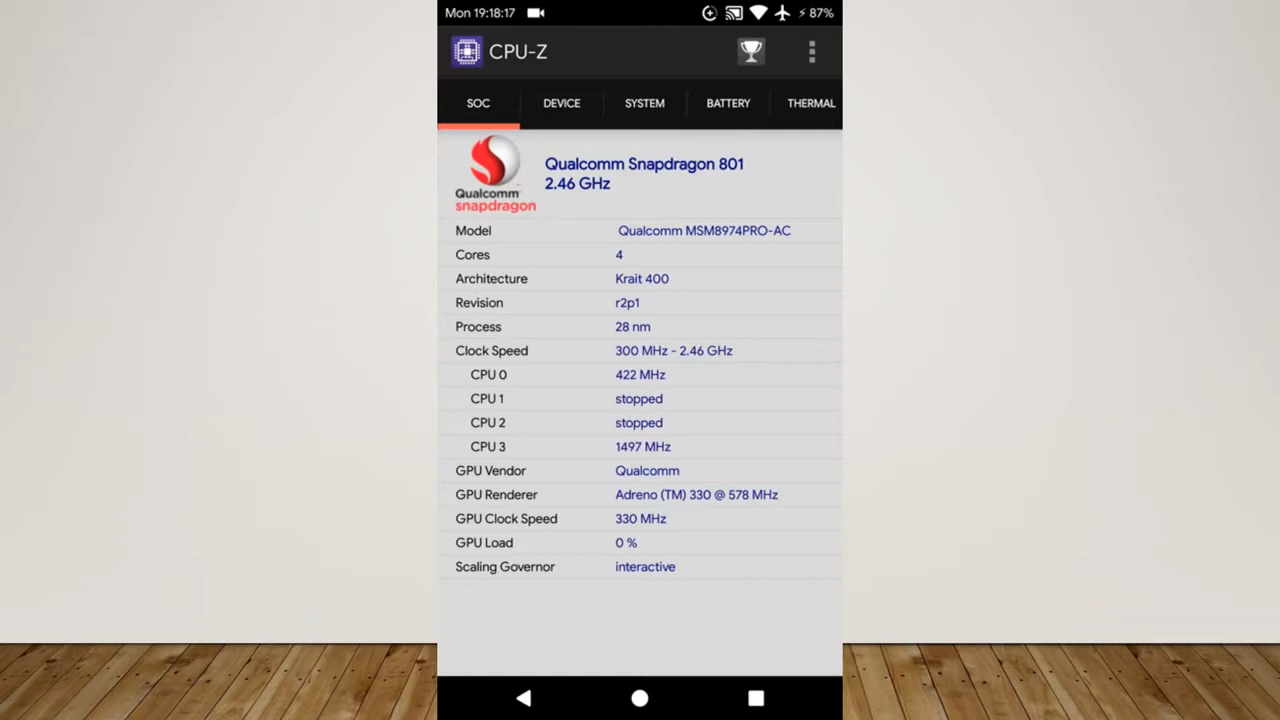 Mon 19:18:17 87%
CPU-Z
SOC DEVICE SYSTEM BATTERY THERMAL
Qualcomm Snapdragon 801
2.46 GHz
Qualcomm
snapdragon
Model Qualcomm MSM8974PRO-AC
Cores 4
Architecture Krait 400
Revision r2p1
Process 28 nm
Clock Speed 300 MHz - 2.46 GHz
CPU 0 422 MHz
CPU 1 stopped
CPU 2 stopped
CPU 3 1497 MHz
GPU Vendor Qualcomm
GPU Renderer Adreno (TM) 330 @ 578 MHz
GPU Clock Speed 330 MHz
GPU Load 0 %
Scaling Governor interactive